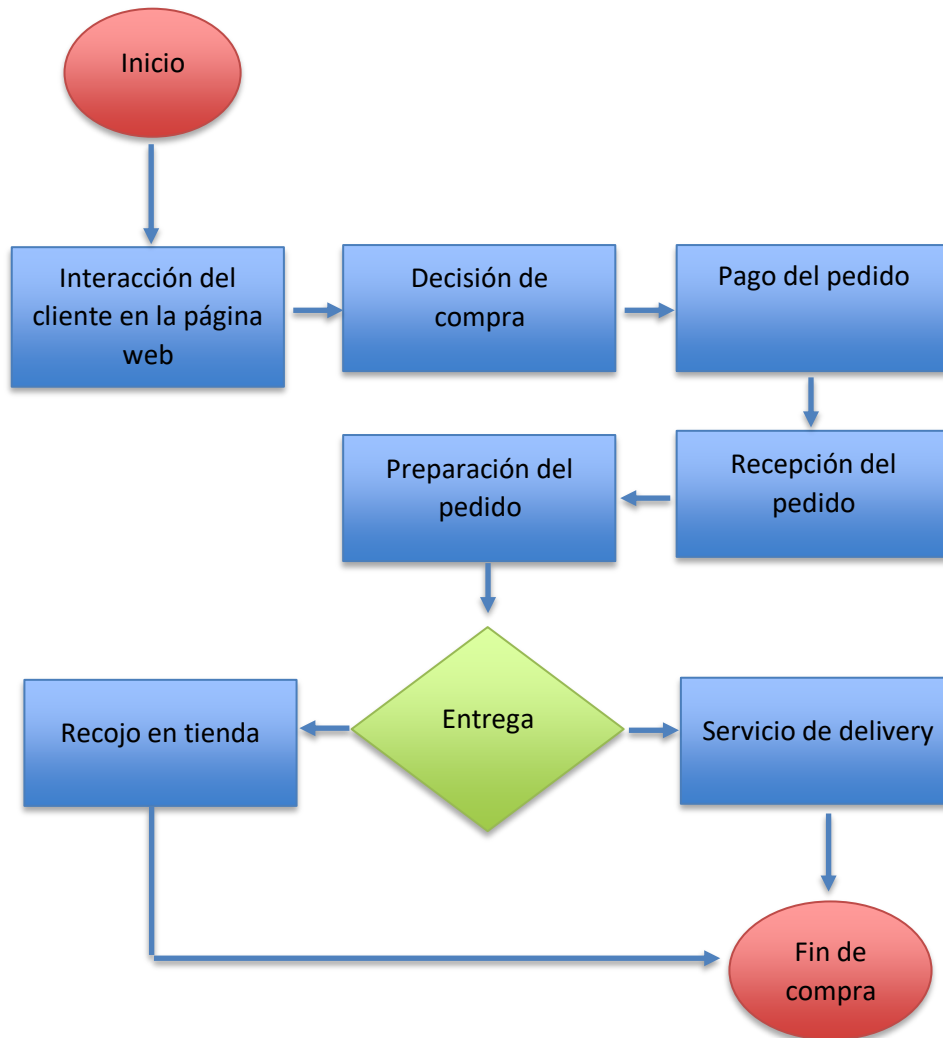 Inicio
Interacción del
cliente en la página
web
Decisión de
compra
Pago del pedido
Recepción del
pedido
Preparación del
pedido
Entrega
Recojo en tienda
Servicio de delivery
Fin de
compra